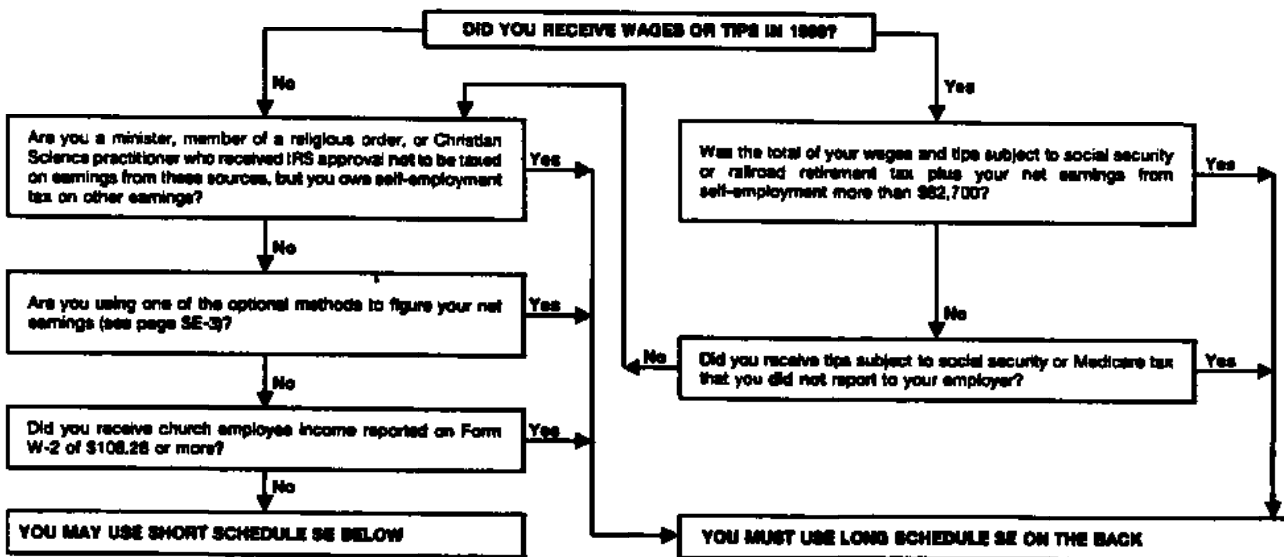 DID YOU RECEIVE WAGES OR TIPS IN
No
Yes
Are you a minister, member of a religious order, or Christian
Science practitioner who received IRS approval not to be taxed
on earnings from these sources, but you owe self-employment
tax on other earnings?
Yes
Was the total of your wages and tips subject to social security
or railroad retirement tax plus your net earnings from
self-employment more than
Yes
No
No
Are you using one of the optional methods to figure your net
earnings (see page SE-3)?
Yes
No
Did you receive tips subject to social security or Medicare tax
that you did not report to your employer?
Yes
No
Did you receive church employee income reported on Form
W-2 of $108.28 or more?
Yes
No
YOU MAY USE SHORT SCHEDULE SE BELOW
YOU MUST USE LONG SCHEDULE SE ON THE BACK